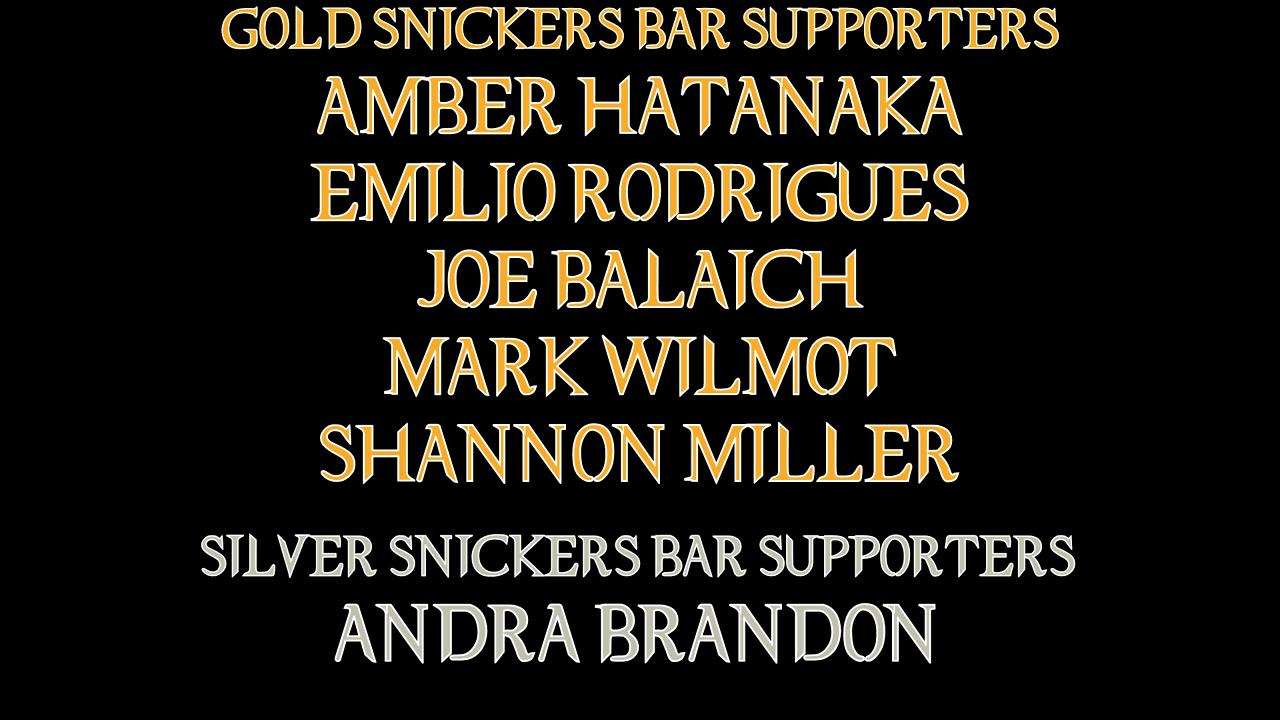 GOLD SNICKERS BAR SUPPORTERS
AMBER HATANAKA
EMILIO RODRIGUES
JOE BALAICH
MARK WILMOT
SHANNON MILLER
SILVER SNICKERS BAR SUPPORTERS
ANDRA BRANDON